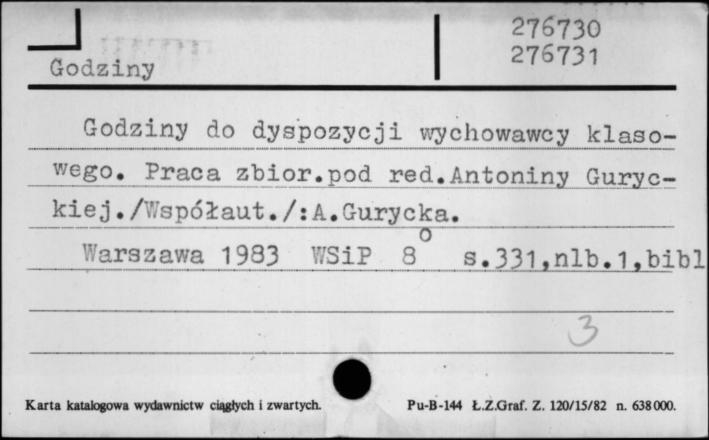 276730
276731
Godziny
Godziny do dyspozycji wychowawcy klaso-
wego. Praca zbior.pod red.Antoniny Guryc-
kiej./Współaut./:A.Gurycka.
Warszawa 1983 WSiP 8° s.331,nlb.1,bibl
3
Karta katalogowa wydawnictw ciągłych i zwartych. Pu-B-144 Ł.Z.Graf. Z. 120/15/82 n. 638000.